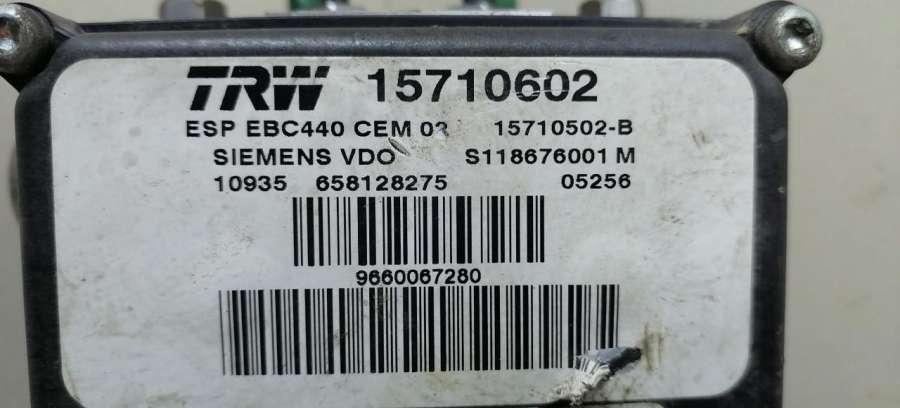 TRW 15710602
ESP EBC440 CEM 15710502-B
SIEMENS VDO S118676001 M
10935 658128275 05256
9660067280